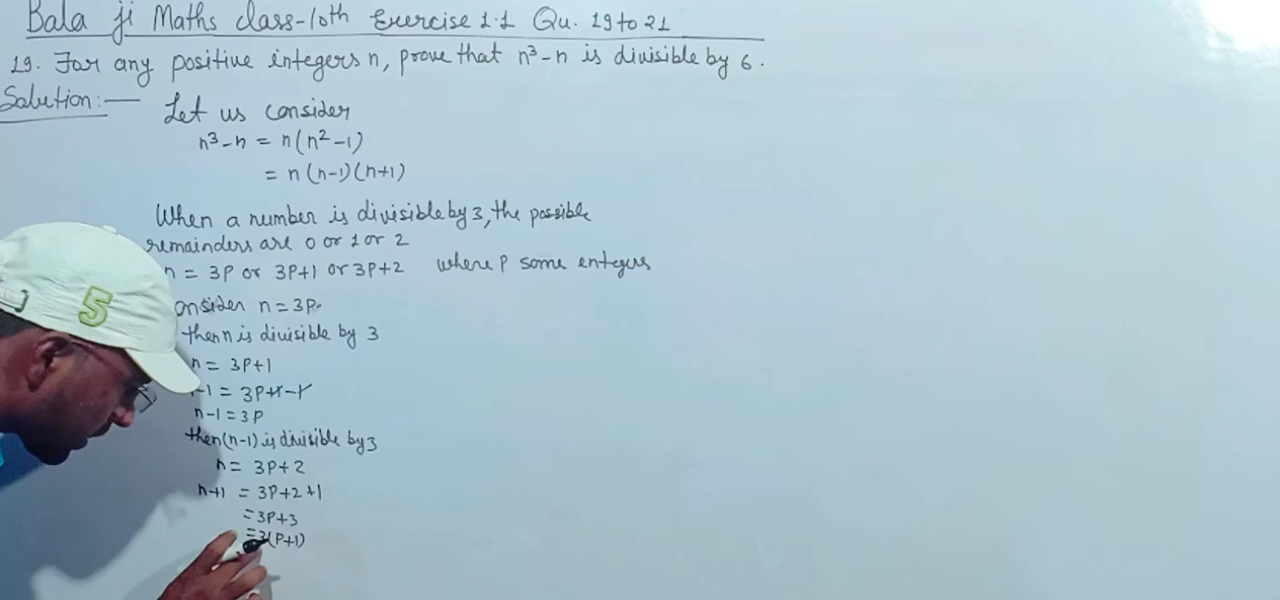 Bala ji Maths class-10th Exercise 1.1 Qu. 19 to 21
19. For any positive integers n, prove that n³-n is divisible by 6.
Solution:—
Let us consider
n³-n = n(n²-1)
= n(n-1)(n+1)
When a number is divisible by 3, the possible
remainders are 0 or 1 or 2
n = 3P or 3P+1 or 3P+2 where P some entegers
onsider n=3P.
then n is divisible by 3
n = 3P+1
-1 = 3P+1-1
n-1=3P
then (n-1) is divisible by 3
n = 3P+2
n+1 = 3P+2+1
=3P+3
=3(P+1)
5